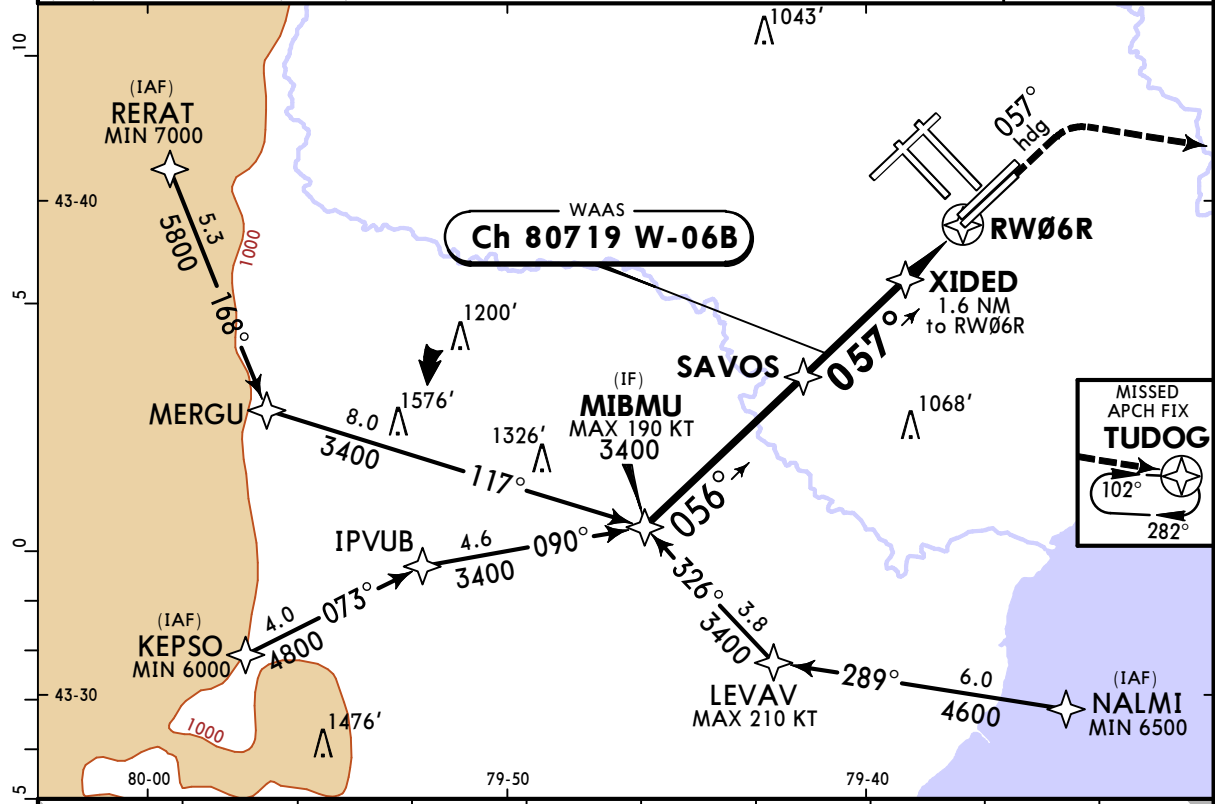 1043'
10
(IAF)
RERAT
MIN 7000
057°
hdg
5.3
5800
168°
1000
43-40
WAAS
Ch 80719 W-06B
RWØ6R
XIDED
1.6 NM
to RWØ6R
5
1200'
SAVOS
057°
(IF)
MIBMU
MAX 190 KT
3400
MERGU
8.0
3400
117°
1576'
1326'
1068'
MISSED
APCH FIX
TUDOG
102°
282°
056°
IPVUB
4.6
3400
090°
0
326°
3.8
3400
(IAF)
KEPSO
MIN 6000
4.0
4800
073°
LEVAV
MAX 210 KT
289°
6.0
4600
(IAF)
NALMI
MIN 6500
43-30
1000
1476'
5
80-00
79-50
79-40